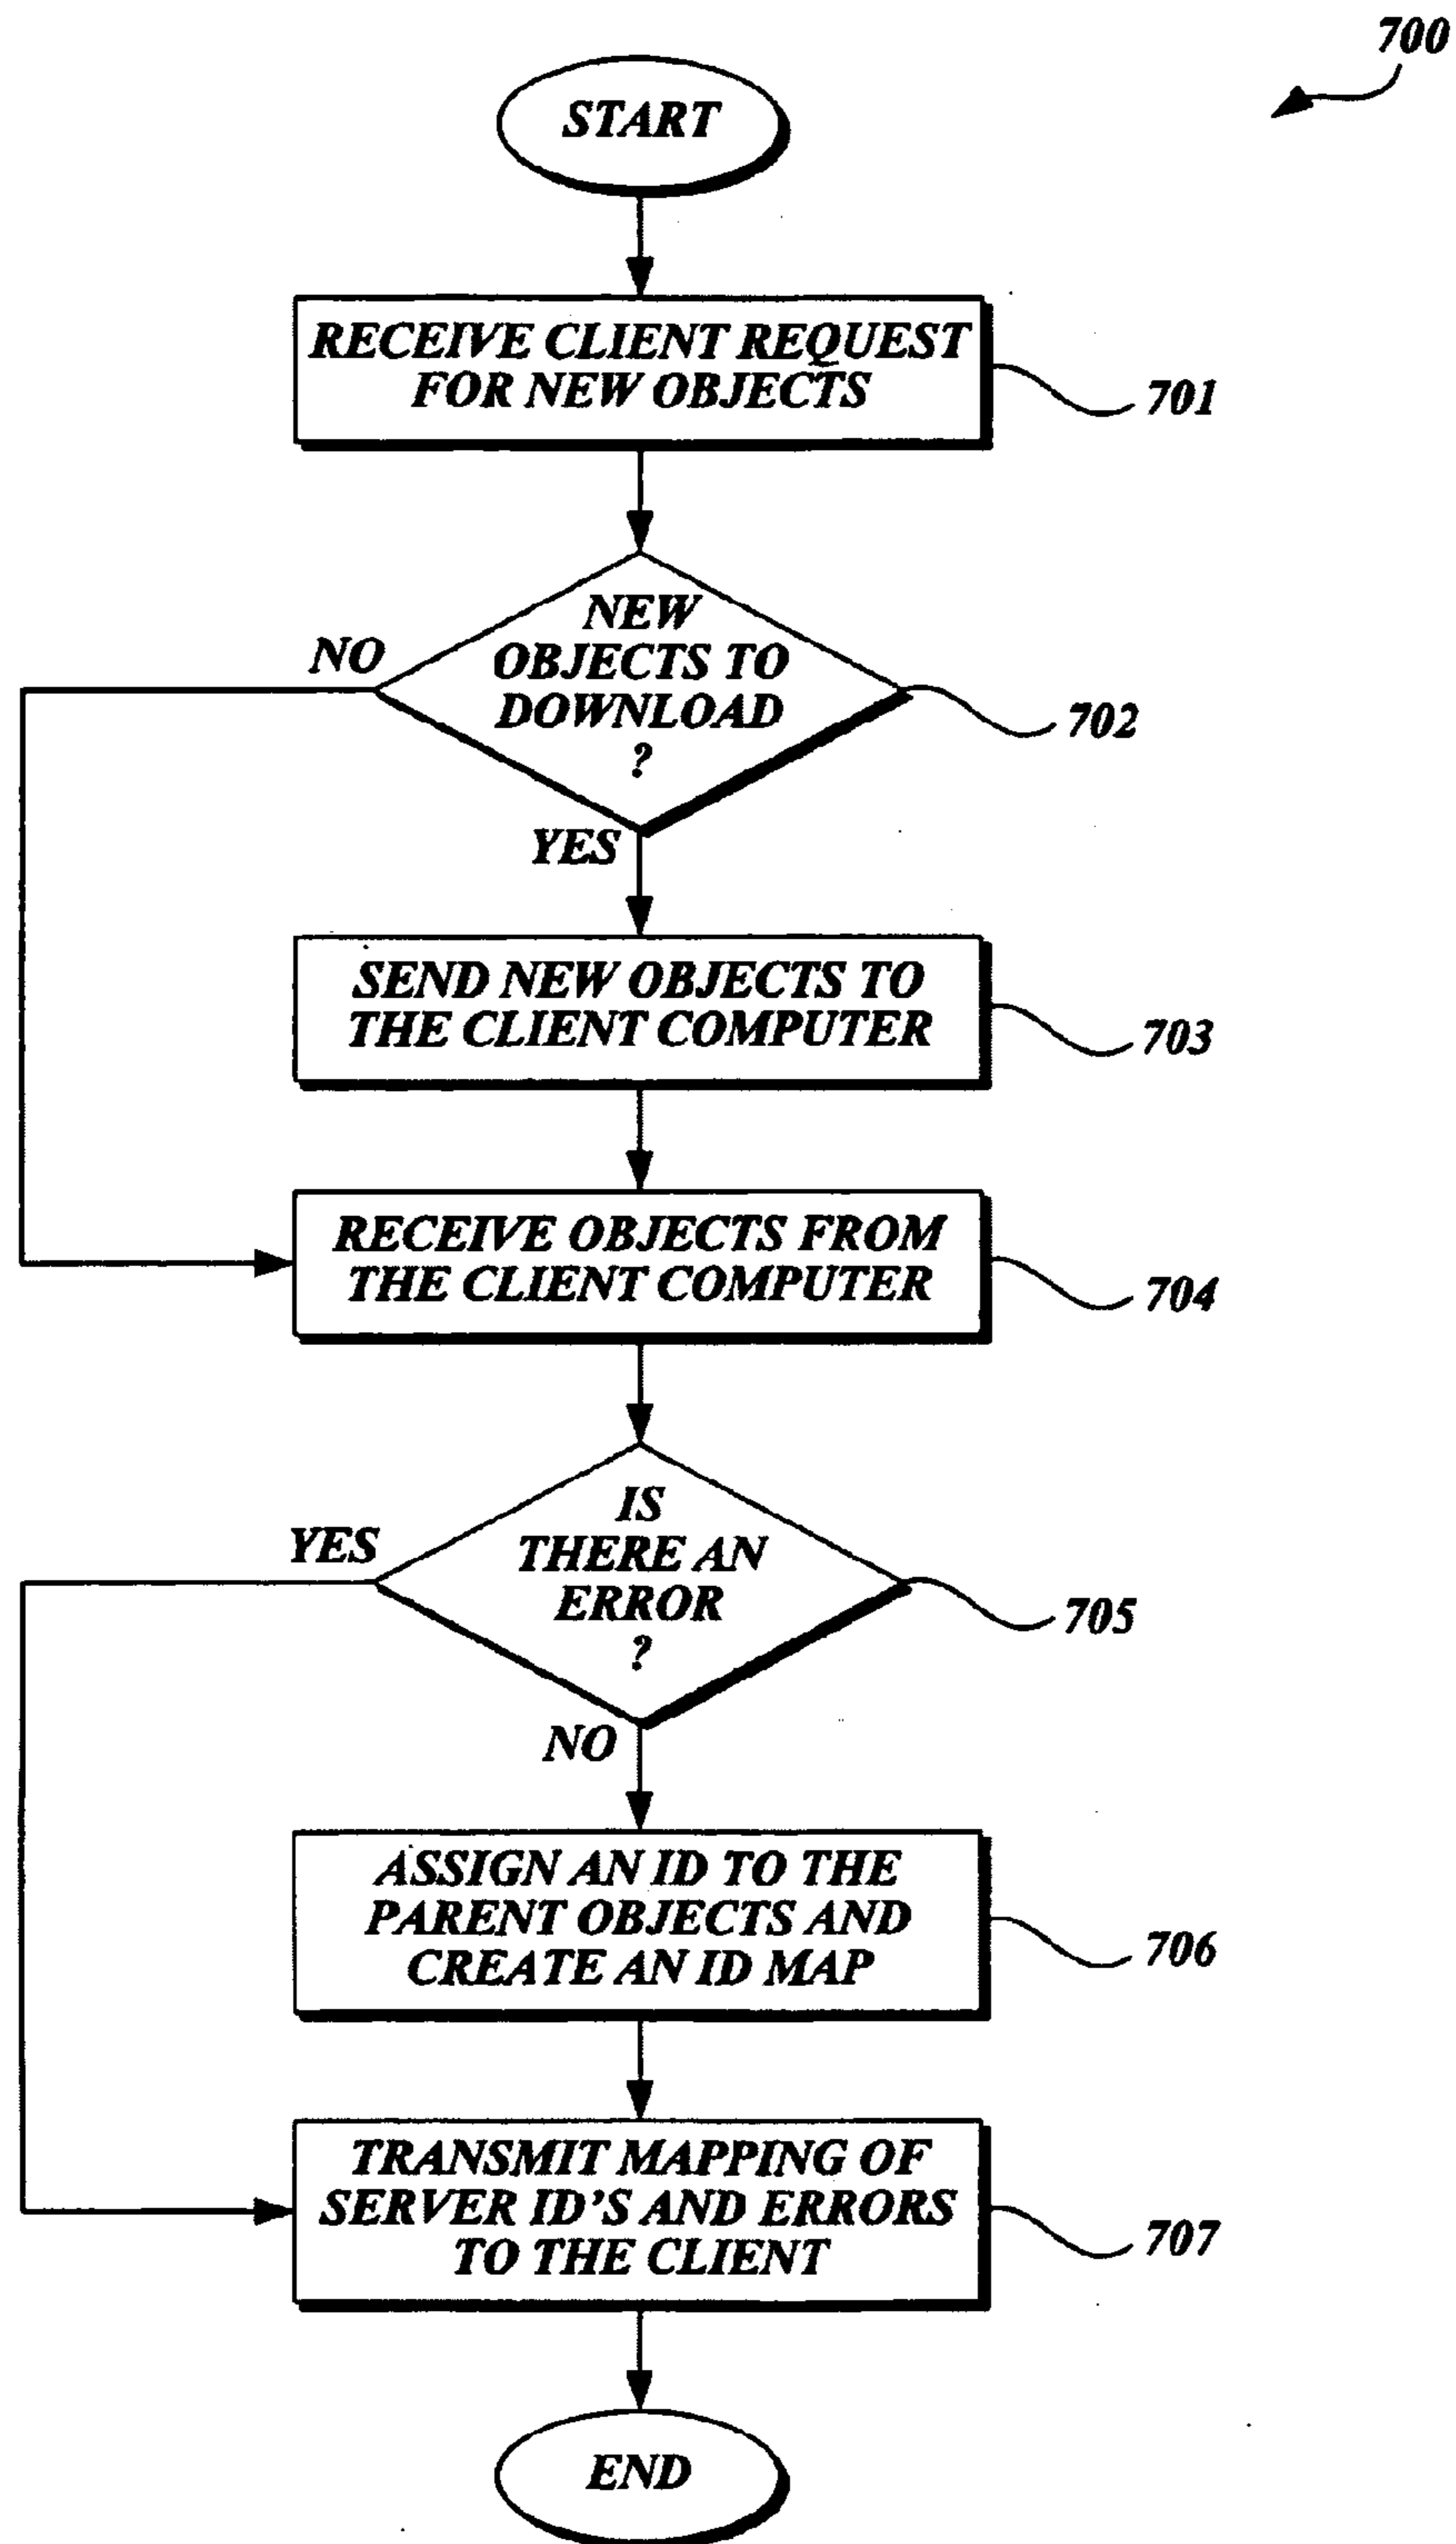 700
START
RECEIVE CLIENT REQUEST
FOR NEW OBJECTS
701
NEW
OBJECTS TO
DOWNLOAD
?
NO
702
YES
SEND NEW OBJECTS TO
THE CLIENT COMPUTER
703
RECEIVE OBJECTS FROM
THE CLIENT COMPUTER
704
IS
THERE AN
ERROR
?
YES
705
NO
ASSIGN AN ID TO THE
PARENT OBJECTS AND
CREATE AN ID MAP
706
TRANSMIT MAPPING OF
SERVER ID'S AND ERRORS
TO THE CLIENT
707
END